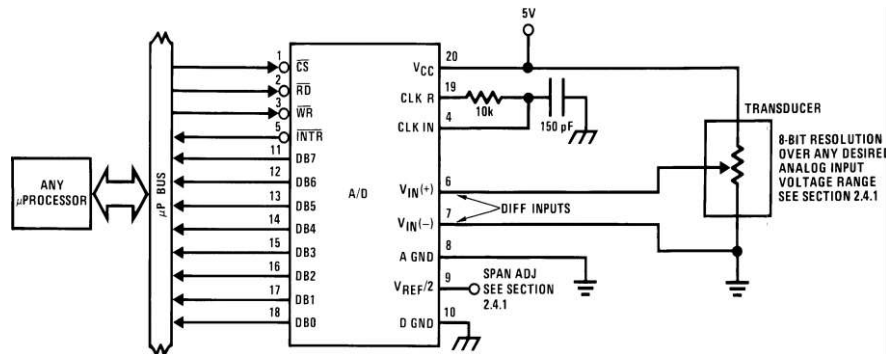 5V
20
VCC
19
CLK R
10k
4
CLK IN
150 pF
TRANSDUCER
8-BIT RESOLUTION
OVER ANY DESIRED
ANALOG INPUT
VOLTAGE RANGE
SEE SECTION 2.4.1
1
CS
2
RD
3
WR
5
INTR
11
DB7
12
DB6
13
DB5
14
DB4
15
DB3
16
DB2
17
DB1
18
DB0
ANY
μPROCESSOR
μP BUS
A/D
6
VIN(+)
DIFF INPUTS
7
VIN(−)
8
A GND
9
VREF/2
SPAN ADJ
SEE SECTION
2.4.1
10
D GND